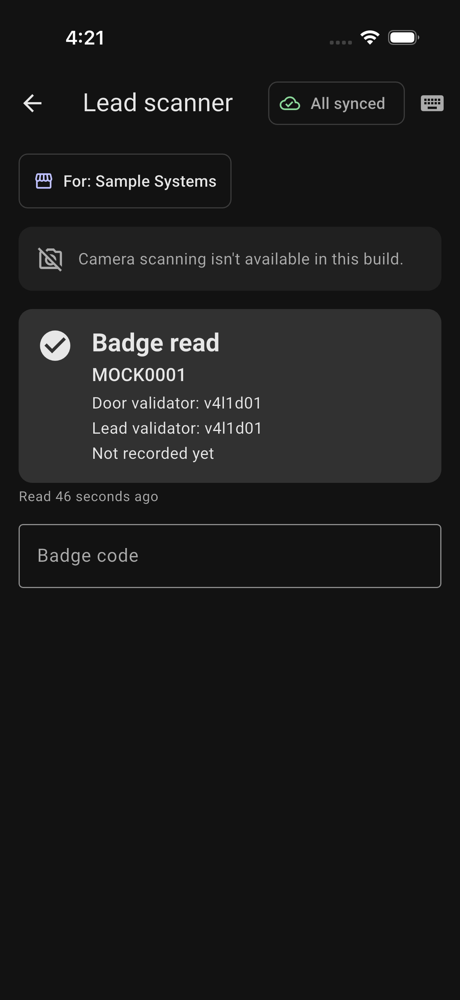 4:21
Lead scanner
All synced
For: Sample Systems
Camera scanning isn't available in this build.
Badge read
MOCK0001
Door validator: v4l1d01
Lead validator: v4l1d01
Not recorded yet
Read 46 seconds ago
Badge code